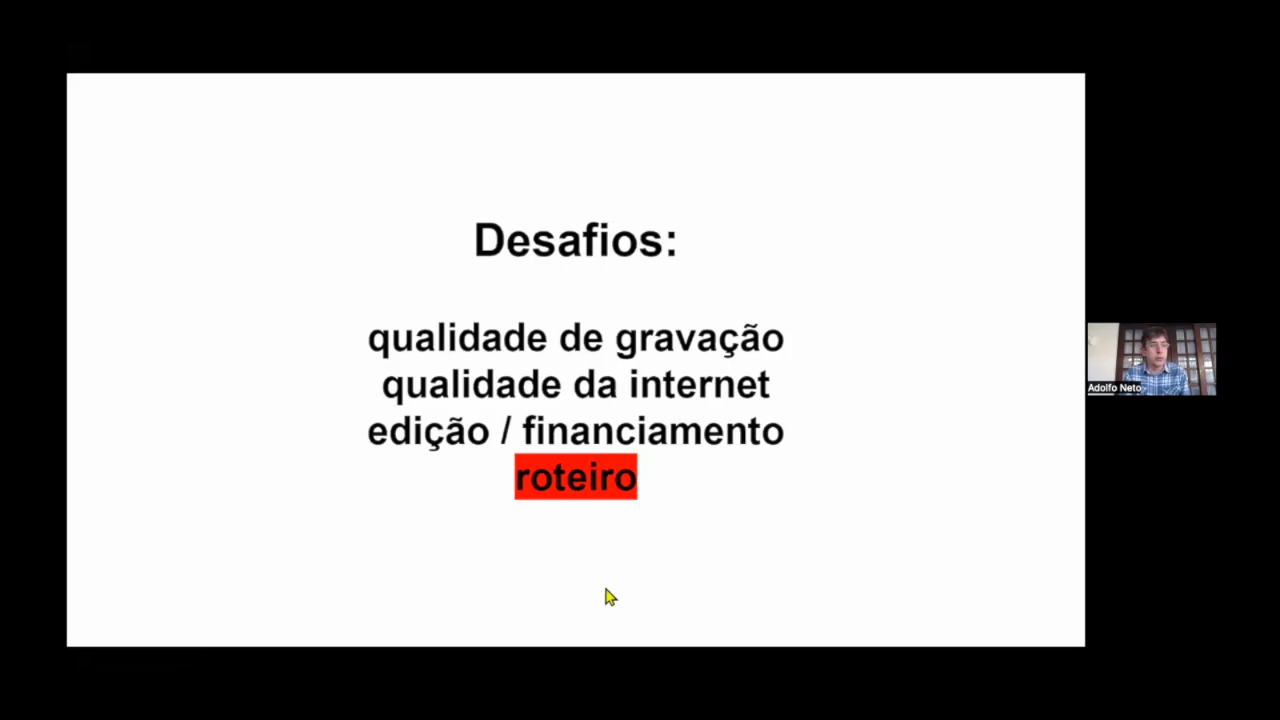 Desafios:
qualidade de gravação
qualidade da internet
edição / financiamento
roteiro
Adolfo Neto